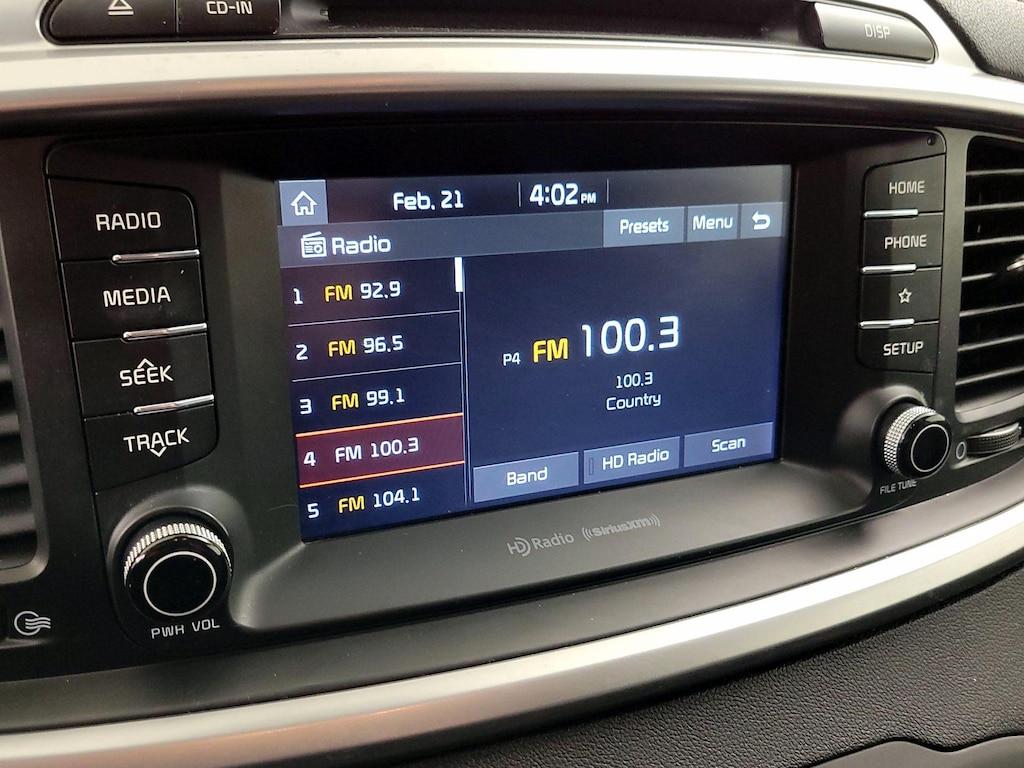 CD-IN
DISP
RADIO
MEDIA
SEEK
TRACK
PWR VOL
Feb. 21
4:02 PM
Radio
Presets
Menu
1 FM 92.9
2 FM 96.5
3 FM 99.1
4 FM 100.3
5 FM 104.1
P4 FM 100.3
100.3
Country
Band
HD Radio
Scan
HD Radio
SiriusXM
HOME
PHONE
SETUP
FILE TUNE